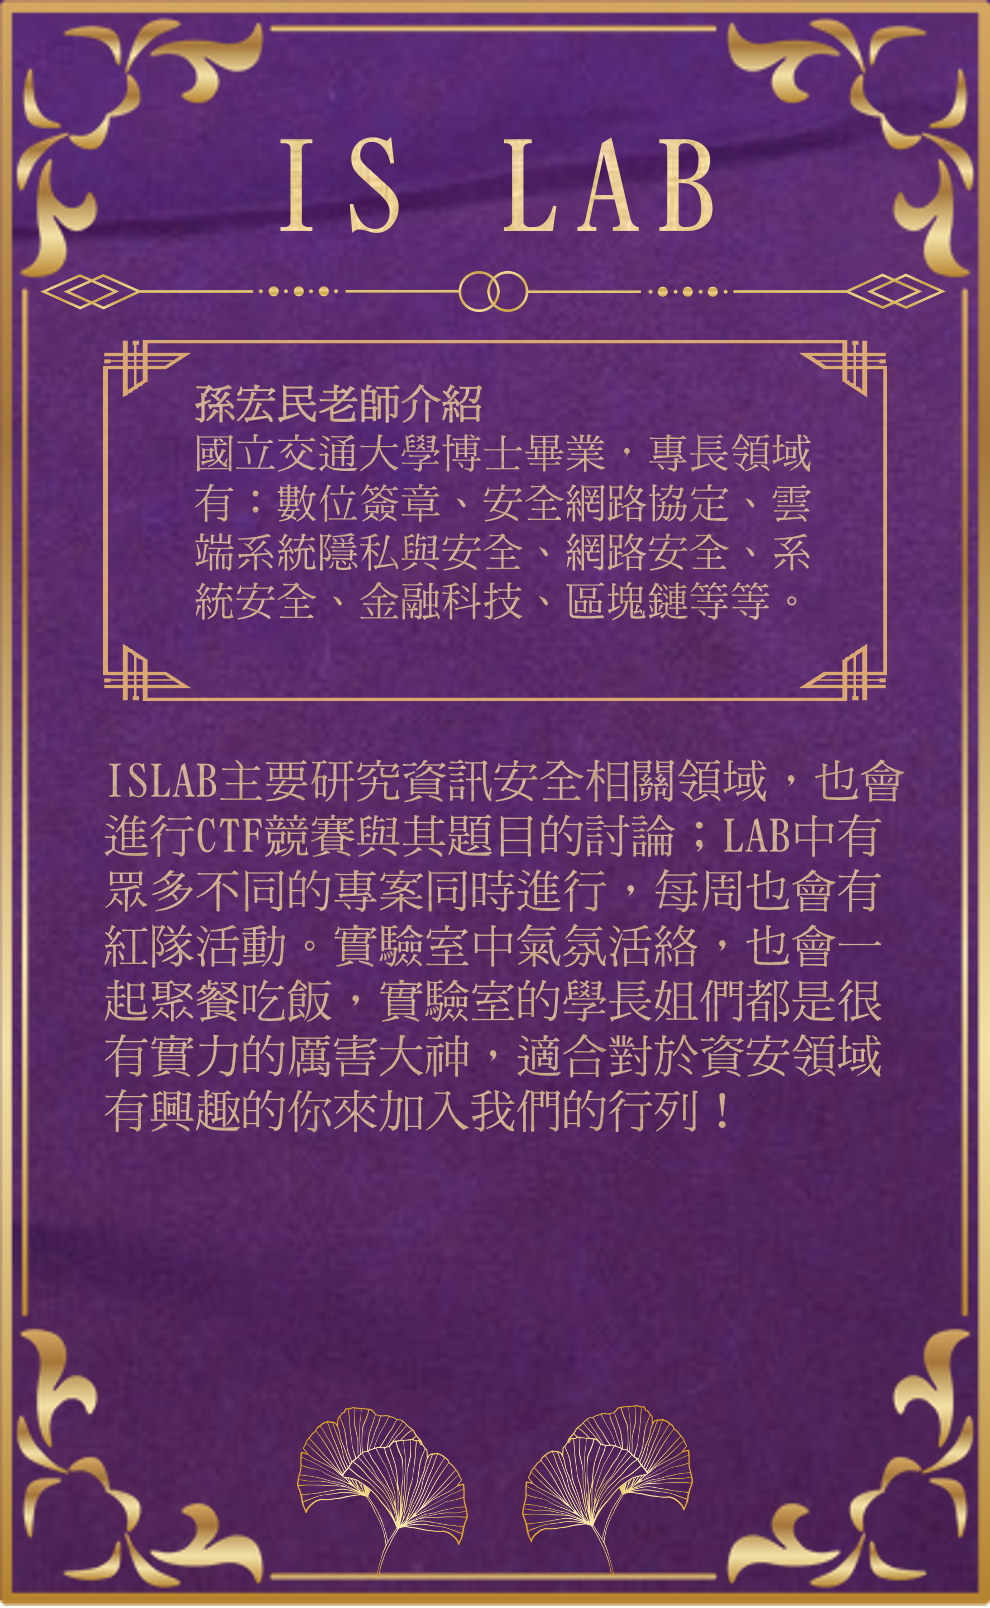 IS LAB
孫宏民老師介紹
國立交通大學博士畢業，專長領域
有：數位簽章、安全網路協定、雲
端系統隱私與安全、網路安全、系
統安全、金融科技、區塊鏈等等。
ISLAB主要研究資訊安全相關領域，也會
進行CTF競賽與其題目的討論；LAB中有
眾多不同的專案同時進行，每周也會有
紅隊活動。實驗室中氣氛活絡，也會一
起聚餐吃飯，實驗室的學長姐們都是很
有實力的厲害大神，適合對於資安領域
有興趣的你來加入我們的行列！